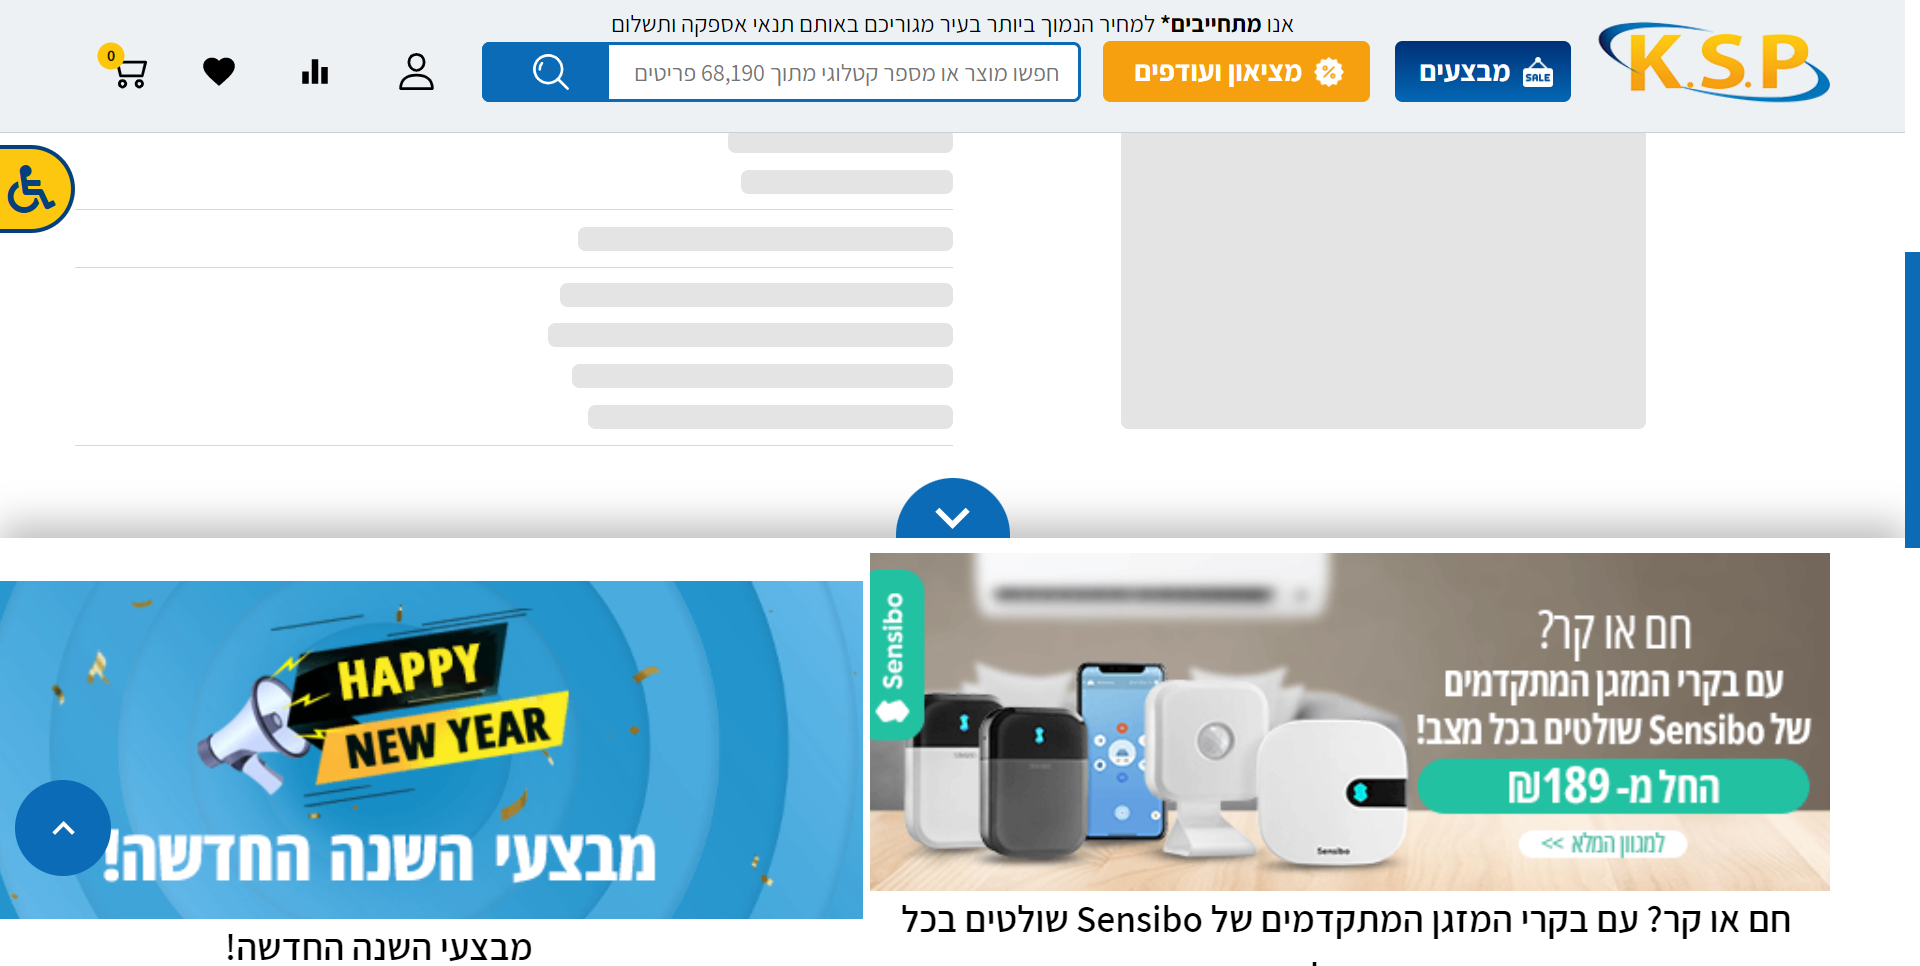 אנו מתחייבים* למחיר הנמוך ביותר בעיר מגוריכם באותם תנאי אספקה ותשלום
K.S.P
SALE
מבצעים
מציאון ועודפים
חפשו מוצר או מספר קטלוגי מתוך 68,190 פריטים
0
Sensibo
חם או קר?
עם בקרי המזגן המתקדמים
של Sensibo שולטים בכל מצב!
החל מ- 189₪
למגוון המלא >>
Sensibo
חם או קר? עם בקרי המזגן המתקדמים של Sensibo שולטים בכל
HAPPY
NEW YEAR
מבצעי השנה החדשה!
מבצעי השנה החדשה!